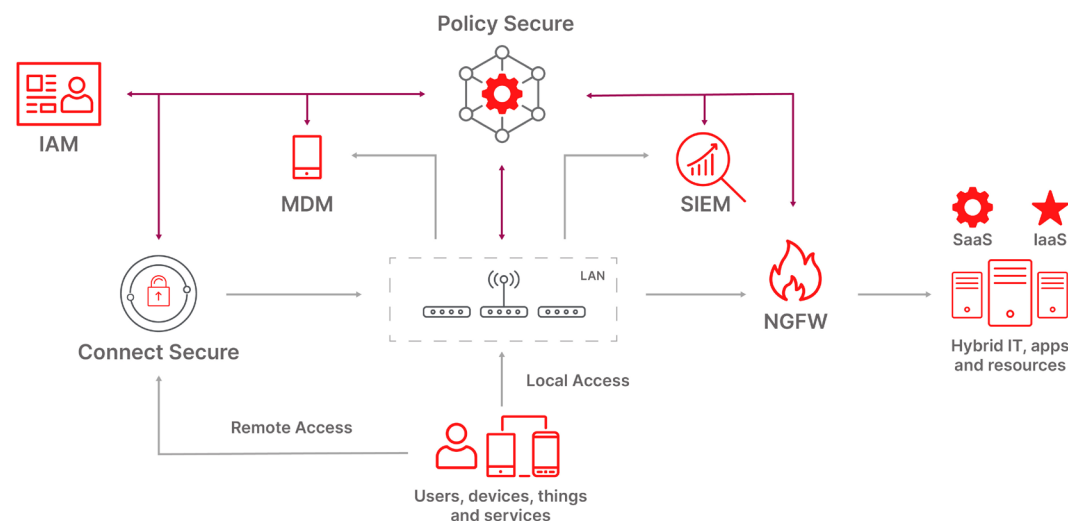 Policy Secure
IAM
MDM
SIEM
SaaS
IaaS
LAN
NGFW
Connect Secure
Hybrid IT, apps
and resources
Local Access
Remote Access
Users, devices, things
and services